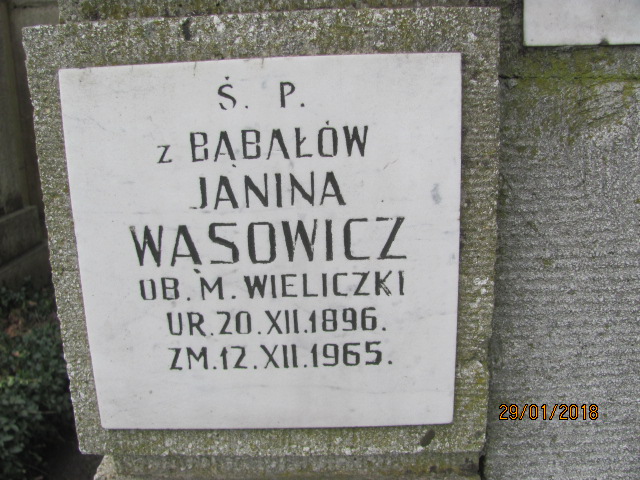 Ś. P.
z BĄBAŁÓW
JANINA
WĄSOWICZ
OB. M. WIELICZKI
UR. 20. XII. 1896.
ZM. 12. XII. 1965.
29/01/2018